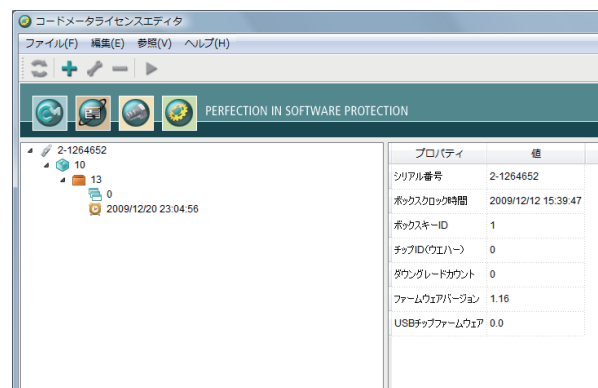 コードメータライセンスエディタ
ファイル(F) 編集(E) 参照(V) ヘルプ(H)
PERFECTION IN SOFTWARE PROTECTION
2-1264652
10
13
0
2009/12/20 23:04:56
プロパティ 値
シリアル番号 2-1264652
ボックスクロック時間 2009/12/12 15:39:47
ボックスキーID 1
チップID(ウエハー) 0
ダウングレードカウント 0
ファームウェアバージョン 1.16
USBチップファームウェア 0.0